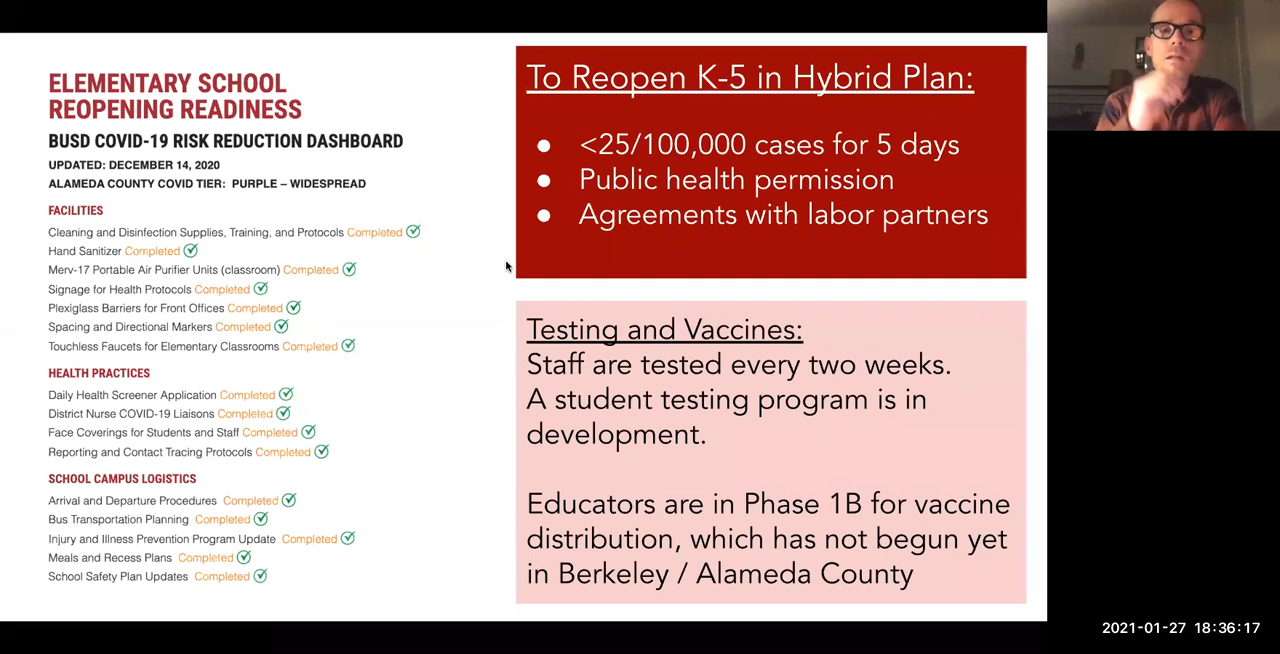 ELEMENTARY SCHOOL
REOPENING READINESS
BUSD COVID-19 RISK REDUCTION DASHBOARD
UPDATED: DECEMBER 14, 2020
ALAMEDA COUNTY COVID TIER: PURPLE – WIDESPREAD
FACILITIES
Cleaning and Disinfection Supplies, Training, and Protocols Completed
Hand Sanitizer Completed
Merv-17 Portable Air Purifier Units (classroom) Completed
Signage for Health Protocols Completed
Plexiglass Barriers for Front Offices Completed
Spacing and Directional Markers Completed
Touchless Faucets for Elementary Classrooms Completed
HEALTH PRACTICES
Daily Health Screener Application Completed
District Nurse COVID-19 Liaisons Completed
Face Coverings for Students and Staff Completed
Reporting and Contact Tracing Protocols Completed
SCHOOL CAMPUS LOGISTICS
Arrival and Departure Procedures Completed
Bus Transportation Planning Completed
Injury and Illness Prevention Program Update Completed
Meals and Recess Plans Completed
School Safety Plan Updates Completed
To Reopen K-5 in Hybrid Plan:
● <25/100,000 cases for 5 days
● Public health permission
● Agreements with labor partners
Testing and Vaccines:
Staff are tested every two weeks.
A student testing program is in
development.
Educators are in Phase 1B for vaccine
distribution, which has not begun yet
in Berkeley / Alameda County
2021-01-27 18:36:17